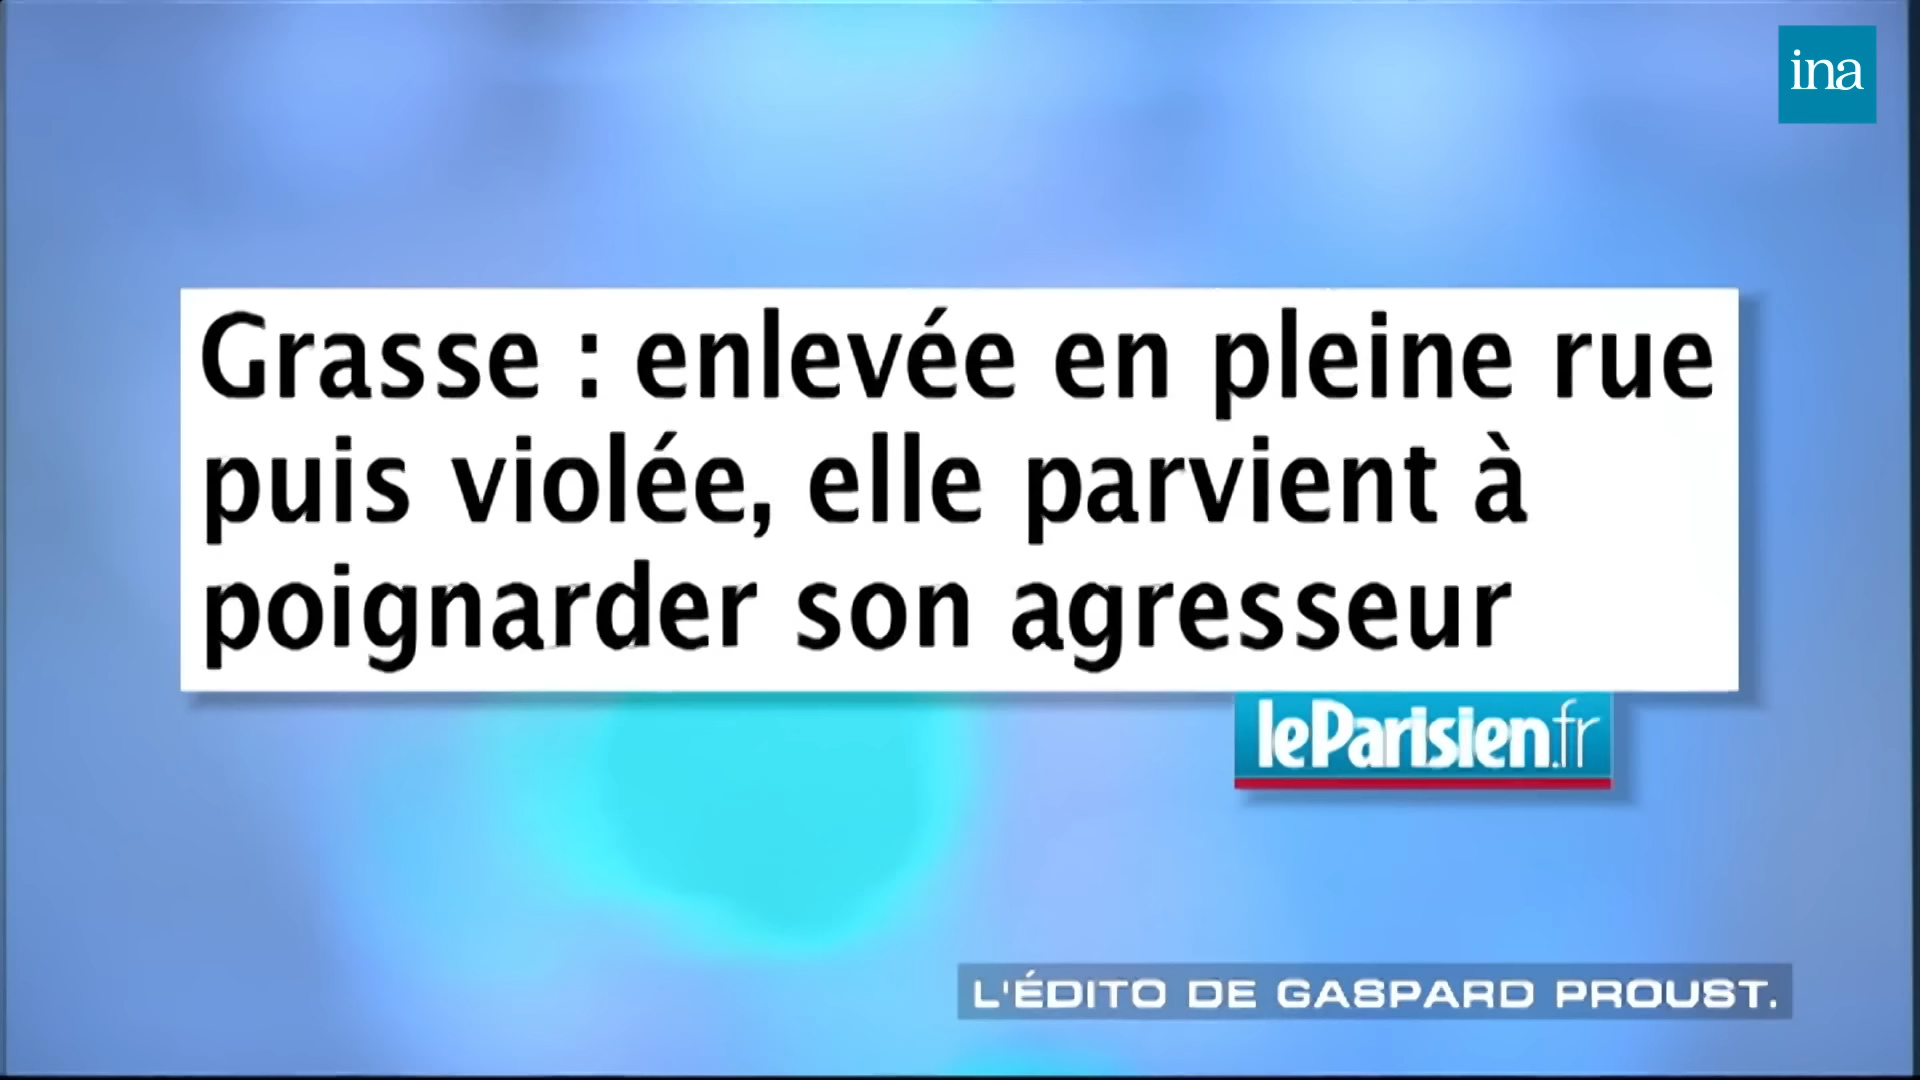 ina
Grasse : enlevée en pleine rue
puis violée, elle parvient à
poignarder son agresseur
leParisien.fr
L'ÉDITO DE GASPARD PROUST.